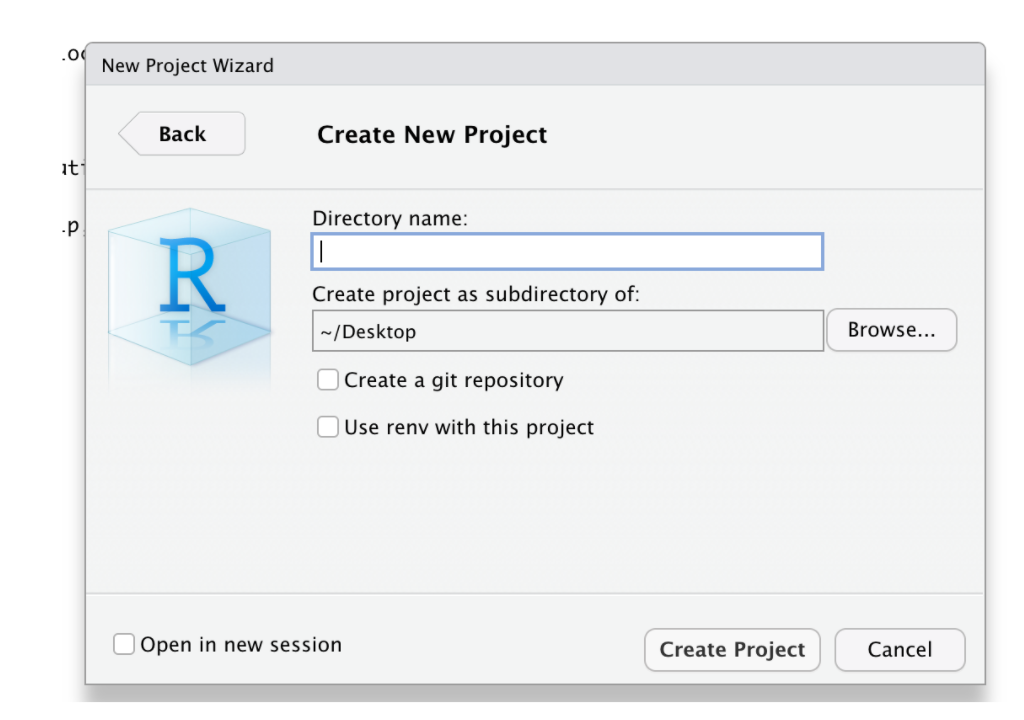 New Project Wizard
Back
Create New Project
R
Directory name:
Create project as subdirectory of:
~/Desktop
Browse...
Create a git repository
Use renv with this project
Open in new session
Create Project
Cancel